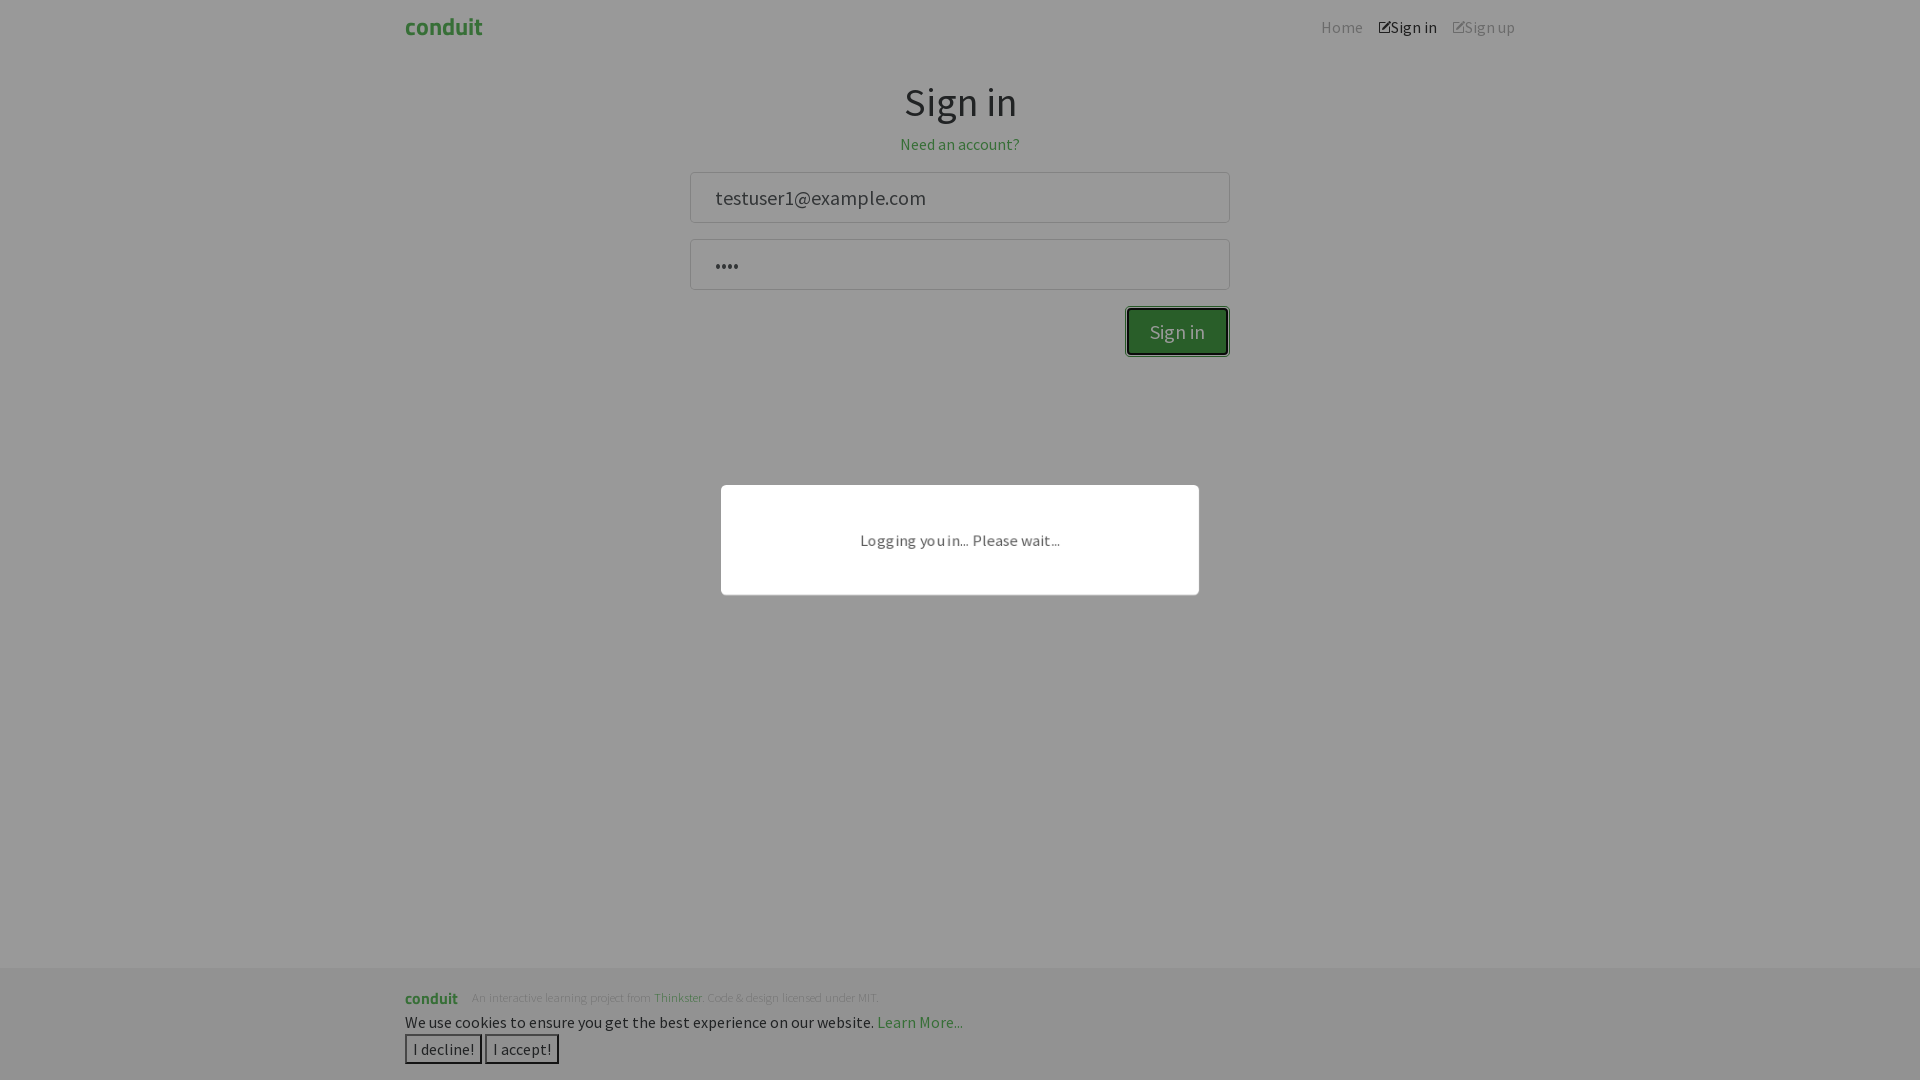 conduit
Home
Sign in
Sign up
Sign in
Need an account?
testuser1@example.com
••••
Sign in
Logging you in... Please wait...
conduit
An interactive learning project from Thinkster. Code & design licensed under MIT.
We use cookies to ensure you get the best experience on our website. Learn More...
I decline! I accept!